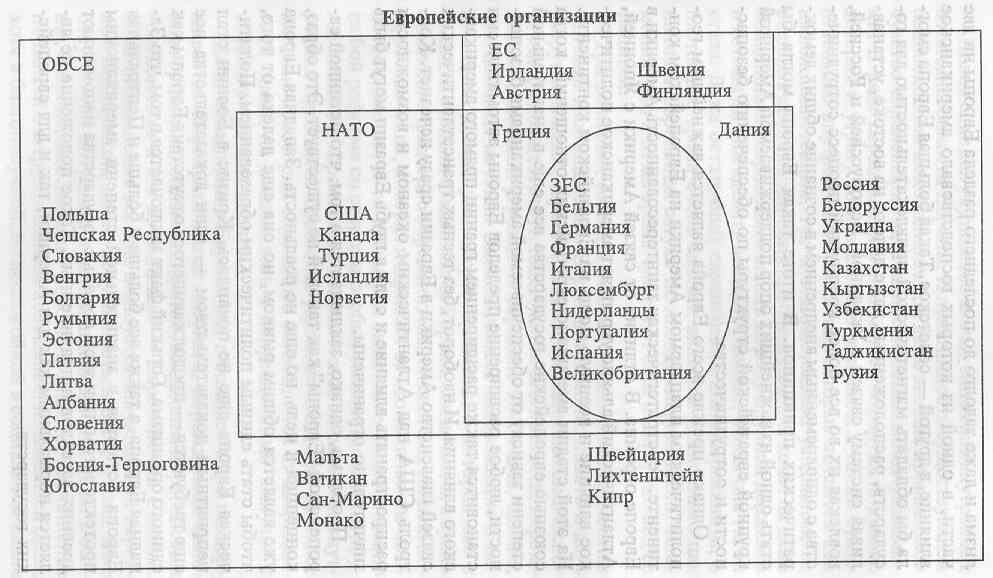 Европейские организации
ОБСЕ
ЕС
Ирландия
Австрия
Швеция
Финляндия
НАТО
Греция
Дания
США
Канада
Турция
Исландия
Норвегия
ЗЕС
Бельгия
Германия
Франция
Италия
Люксембург
Нидерланды
Португалия
Испания
Великобритания
Польша
Чешская Республика
Словакия
Венгрия
Болгария
Румыния
Эстония
Латвия
Литва
Албания
Словения
Хорватия
Босния-Герцоговина
Югославия
Россия
Белоруссия
Украина
Молдавия
Казахстан
Кыргызстан
Узбекистан
Туркмения
Таджикистан
Грузия
Мальта
Ватикан
Сан-Марино
Монако
Швейцария
Лихтенштейн
Кипр